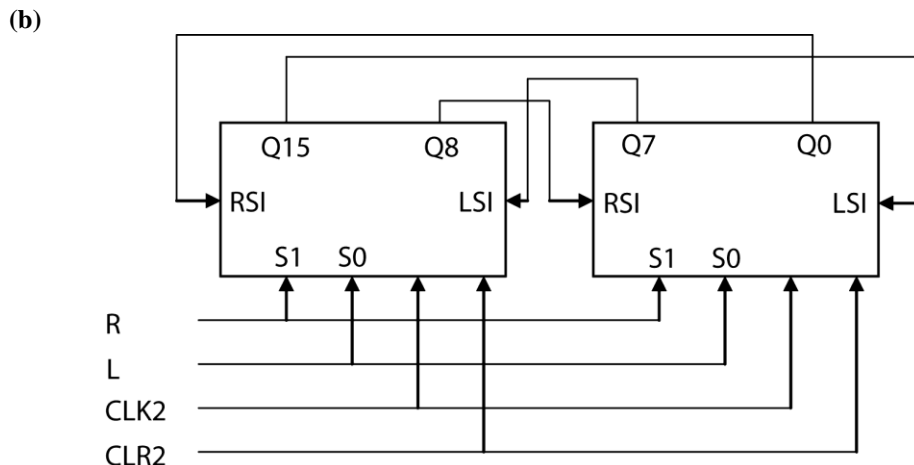 (b)
Q15 Q8 Q7 Q0
RSI LSI RSI LSI
S1 S0 S1 S0
R
L
CLK2
CLR2